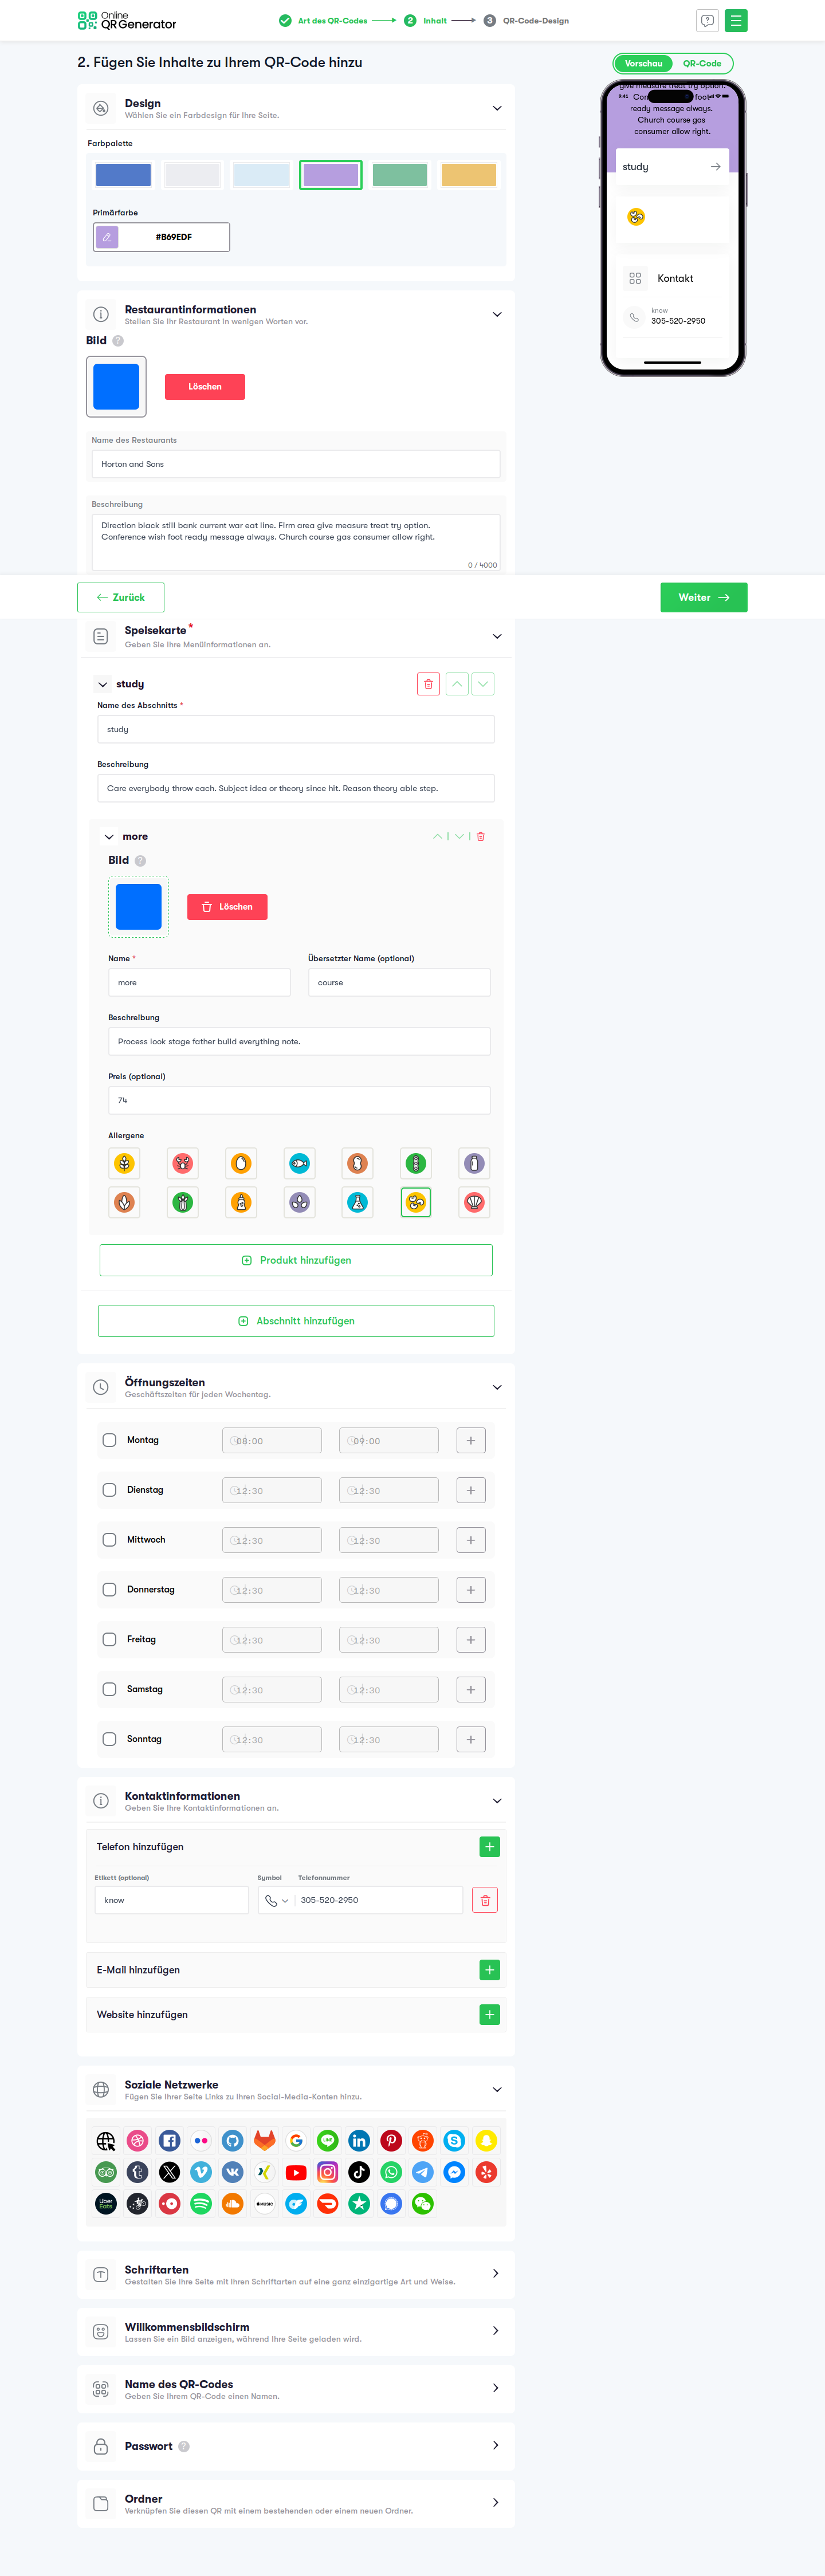 Online
QR Generator
Art des QR-Codes
2 Inhalt
3 QR-Code-Design
2. Fügen Sie Inhalte zu Ihrem QR-Code hinzu
Vorschau
QR-Code
Design
Wählen Sie ein Farbdesign für Ihre Seite.
Farbpalette
Primärfarbe
#B69EDF
give measure treat try option.
9:41
foot
ready message always.
Church course gas
consumer allow right.
study
Kontakt
know
305-520-2950
Restaurantinformationen
Stellen Sie Ihr Restaurant in wenigen Worten vor.
Bild ?
Löschen
Name des Restaurants
Horton and Sons
Beschreibung
Direction black still bank current war eat line. Firm area give measure treat try option.
Conference wish foot ready message always. Church course gas consumer allow right.
0 / 4000
Zurück
Weiter
Speisekarte *
Geben Sie Ihre Menüinformationen an.
study
Name des Abschnitts *
study
Beschreibung
Care everybody throw each. Subject idea or theory since hit. Reason theory able step.
more
Bild ?
Löschen
Name *
Übersetzter Name (optional)
more
course
Beschreibung
Process look stage father build everything note.
Preis (optional)
74
Allergene
Produkt hinzufügen
Abschnitt hinzufügen
Öffnungszeiten
Geschäftszeiten für jeden Wochentag.
Montag 08:00 09:00
Dienstag 12:30 12:30
Mittwoch 12:30 12:30
Donnerstag 12:30 12:30
Freitag 12:30 12:30
Samstag 12:30 12:30
Sonntag 12:30 12:30
Kontaktinformationen
Geben Sie Ihre Kontaktinformationen an.
Telefon hinzufügen
Etikett (optional)
Symbol
Telefonnummer
know
305-520-2950
E-Mail hinzufügen
Website hinzufügen
Soziale Netzwerke
Fügen Sie Ihrer Seite Links zu Ihren Social-Media-Konten hinzu.
LINE
Uber Eats
MUSIC
Schriftarten
Gestalten Sie Ihre Seite mit Ihren Schriftarten auf eine ganz einzigartige Art und Weise.
Willkommensbildschirm
Lassen Sie ein Bild anzeigen, während Ihre Seite geladen wird.
Name des QR-Codes
Geben Sie Ihrem QR-Code einen Namen.
Passwort ?
Ordner
Verknüpfen Sie diesen QR mit einem bestehenden oder einem neuen Ordner.